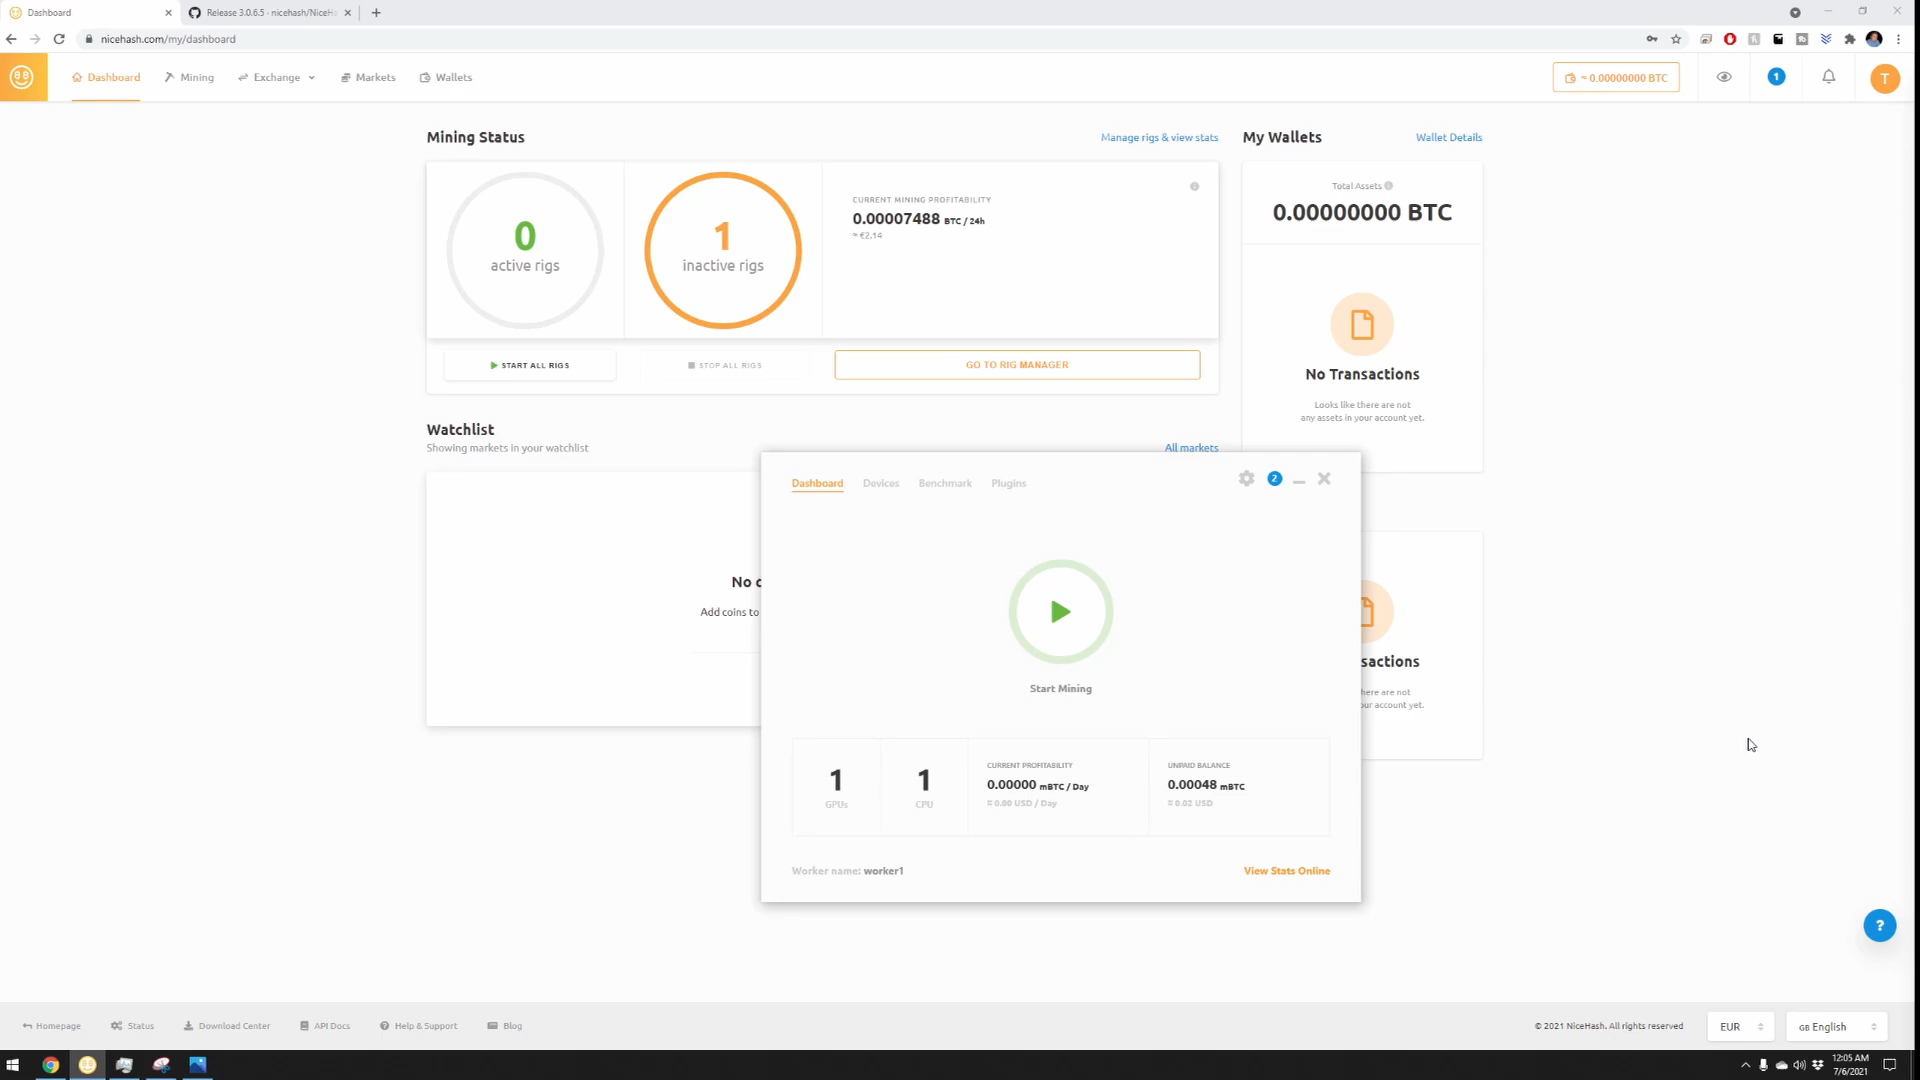 Dashboard
Release 3.0.6.5 · nicehash/NiceHa
nicehash.com/my/dashboard
Dashboard
Mining
Exchange
Markets
Wallets
~ 0.00000000 BTC
1
T
Mining Status
Manage rigs & view stats
0
active rigs
1
inactive rigs
CURRENT MINING PROFITABILITY
0.00007488 BTC / 24h
≈ €2.14
START ALL RIGS
STOP ALL RIGS
GO TO RIG MANAGER
My Wallets
Wallet Details
Total Assets
0.00000000 BTC
No Transactions
Looks like there are not
any assets in your account yet.
Watchlist
Showing markets in your watchlist
All markets
No
Add coins to
Dashboard
Devices
Benchmark
Plugins
2
Start Mining
1
GPUs
1
CPU
CURRENT PROFITABILITY
0.00000 mBTC / Day
= 0.00 USD / Day
UNPAID BALANCE
0.00048 mBTC
= 0.02 USD
Worker name: worker1
View Stats Online
sactions
here are not
our account yet.
?
Homepage
Status
Download Center
API Docs
Help & Support
Blog
© 2021 NiceHash. All rights reserved
EUR
GB English
12:05 AM
7/6/2021